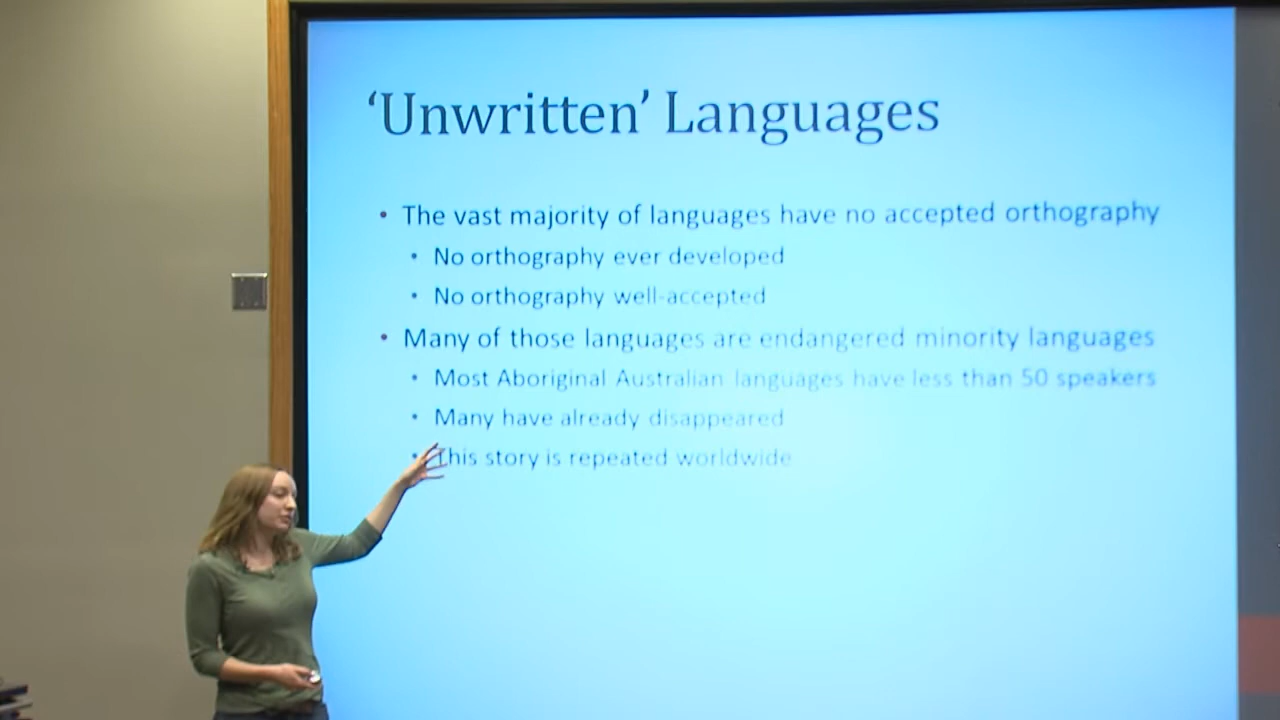 ‘Unwritten’ Languages
• The vast majority of languages have no accepted orthography
• No orthography ever developed
• No orthography well-accepted
• Many of those languages are endangered minority languages
• Most Aboriginal Australian languages have less than 50 speakers
• Many have already disappeared
• This story is repeated worldwide